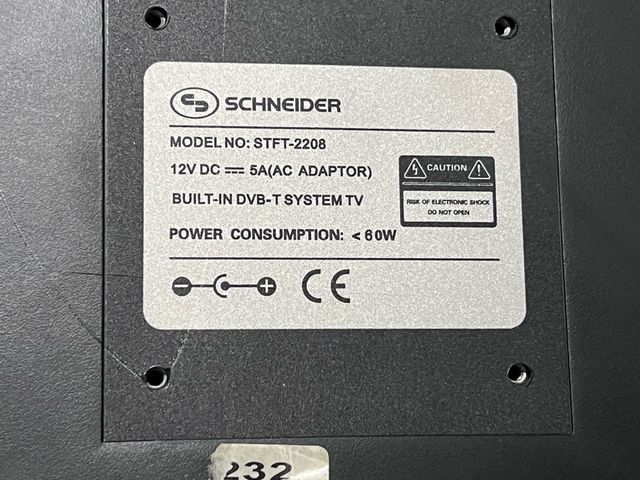 SCHNEIDER
MODEL NO: STFT-2208
12V DC ⎓ 5A(AC ADAPTOR)
BUILT-IN DVB-T SYSTEM TV
POWER CONSUMPTION: < 60W
CAUTION
RISK OF ELECTRONIC SHOCK
DO NOT OPEN
CE
232